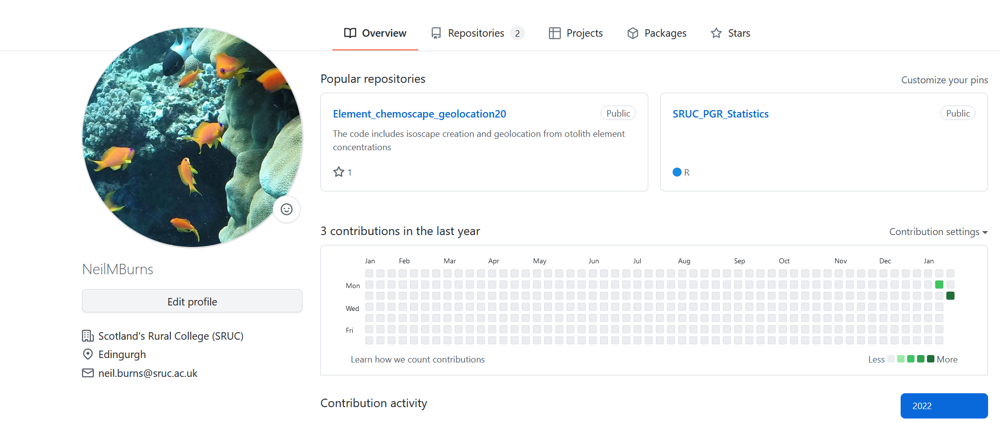 Overview
Repositories 2
Projects
Packages
Stars
Popular repositories
Customize your pins
Element_chemoscape_geolocation20
Public
The code includes isoscape creation and geolocation from otolith element
concentrations
1
SRUC_PGR_Statistics
Public
R
3 contributions in the last year
Contribution settings
Jan Feb Mar Apr May Jun Jul Aug Sep Oct Nov Dec Jan
Mon
Wed
Fri
Learn how we count contributions
Less More
Contribution activity
2022
NeilMBurns
Edit profile
Scotland's Rural College (SRUC)
Edingurgh
neil.burns@sruc.ac.uk